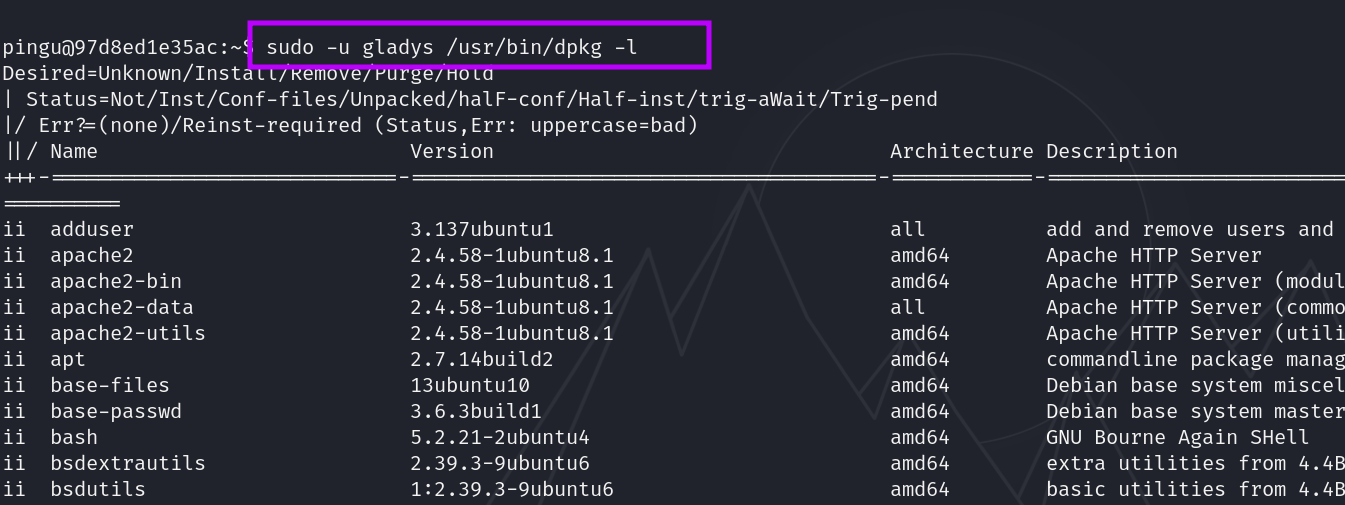 pingu@97d8ed1e35ac:~$ sudo -u gladys /usr/bin/dpkg -l
Desired=Unknown/Install/Remove/Purge/Hold
| Status=Not/Inst/Conf-files/Unpacked/halF-conf/Half-inst/trig-aWait/Trig-pend
|/ Err?=(none)/Reinst-required (Status,Err: uppercase=bad)
||/ Name Version Architecture Description
+++-=============================-=======================================-============-=========================
==========
ii adduser 3.137ubuntu1 all add and remove users and
ii apache2 2.4.58-1ubuntu8.1 amd64 Apache HTTP Server
ii apache2-bin 2.4.58-1ubuntu8.1 amd64 Apache HTTP Server (modul
ii apache2-data 2.4.58-1ubuntu8.1 all Apache HTTP Server (commo
ii apache2-utils 2.4.58-1ubuntu8.1 amd64 Apache HTTP Server (utili
ii apt 2.7.14build2 amd64 commandline package manag
ii base-files 13ubuntu10 amd64 Debian base system miscel
ii base-passwd 3.6.3build1 amd64 Debian base system master
ii bash 5.2.21-2ubuntu4 amd64 GNU Bourne Again SHell
ii bsdextrautils 2.39.3-9ubuntu6 amd64 extra utilities from 4.4B
ii bsdutils 1:2.39.3-9ubuntu6 amd64 basic utilities from 4.4B